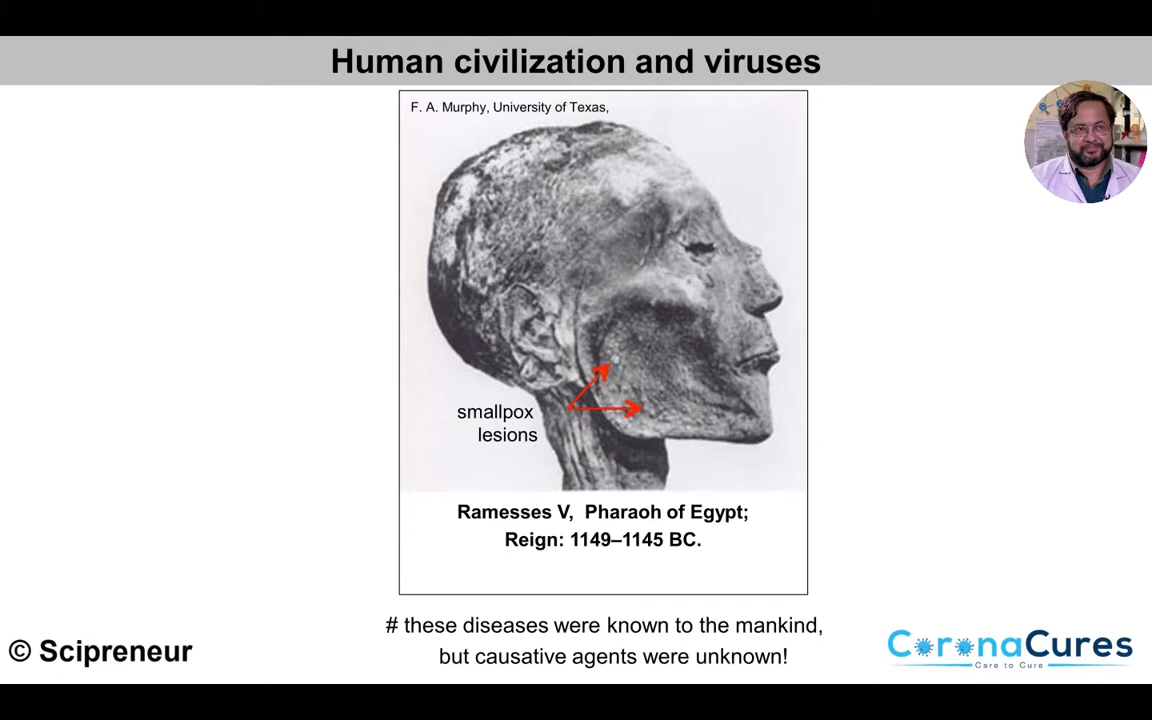 Human civilization and viruses
F. A. Murphy, University of Texas,
smallpox
lesions
Ramesses V, Pharaoh of Egypt;
Reign: 1149–1145 BC.
# these diseases were known to the mankind,
but causative agents were unknown!
© Scipreneur
CoronaCures
Care to Cure